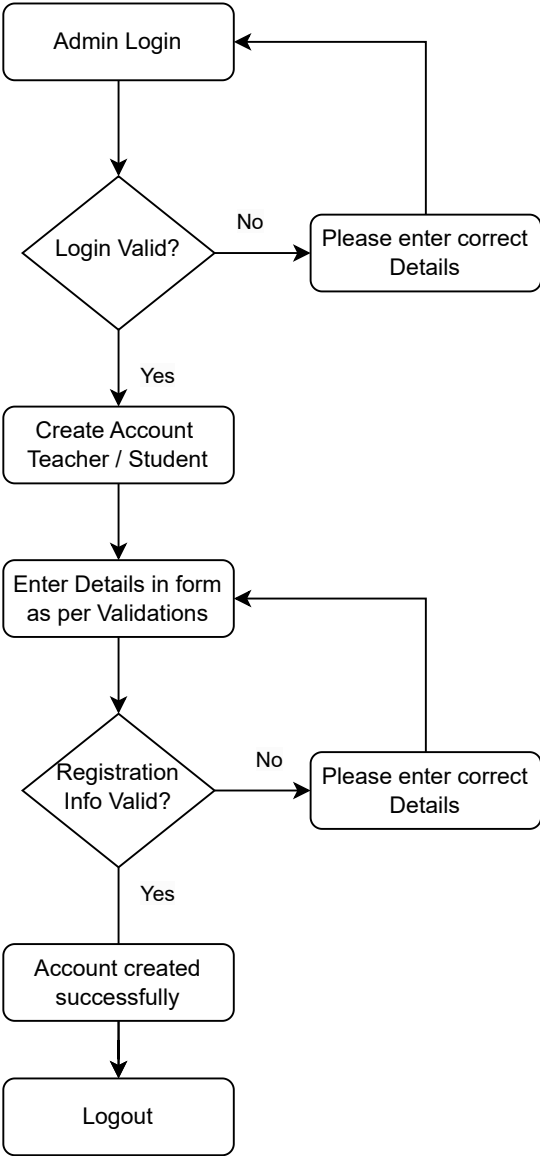 Admin Login
No
Login Valid?
Please enter correct
Details
Yes
Create Account
Teacher / Student
Enter Details in form
as per Validations
No
Registration
Info Valid?
Please enter correct
Details
Yes
Account created
successfully
Logout